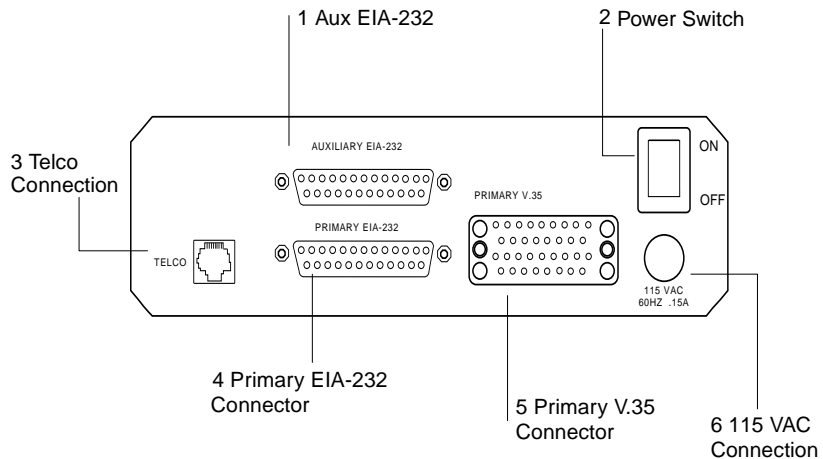 1 Aux EIA-232
2 Power Switch
AUXILIARY EIA-232
ON
3 Telco
Connection
OFF
PRIMARY V.35
PRIMARY EIA-232
TELCO
115 VAC
60HZ .15A
4 Primary EIA-232
Connector
5 Primary V.35
Connector
6 115 VAC
Connection